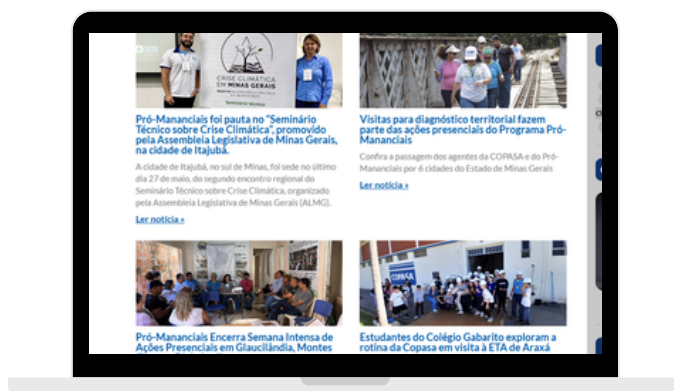 CRISE CLIMÁTICA
EM MINAS GERAIS
Seminário técnico
Pró-Mananciais foi pauta no "Seminário
Técnico sobre Crise Climática", promovido
pela Assembleia Legislativa de Minas Gerais,
na cidade de Itajubá.
A cidade de Itajubá, no sul de Minas, foi sede no último
dia 27 de maio, do segundo encontro regional do
Seminário Técnico sobre Crise Climática, organizado
pela Assembleia Legislativa de Minas Gerais (ALMG).
Ler notícia »
Visitas para diagnóstico territorial fazem
parte das ações presenciais do Programa Pró-
Mananciais
Confira a passagem dos agentes da COPASA e do Pró-
Mananciais por 6 cidades do Estado de Minas Gerais
Ler notícia »
Pró-Mananciais Encerra Semana Intensa de
Ações Presenciais em Glaucilândia, Montes
COPASA
Estudantes do Colégio Gabarito exploram a
rotina da Copasa em visita à ETA de Araxá